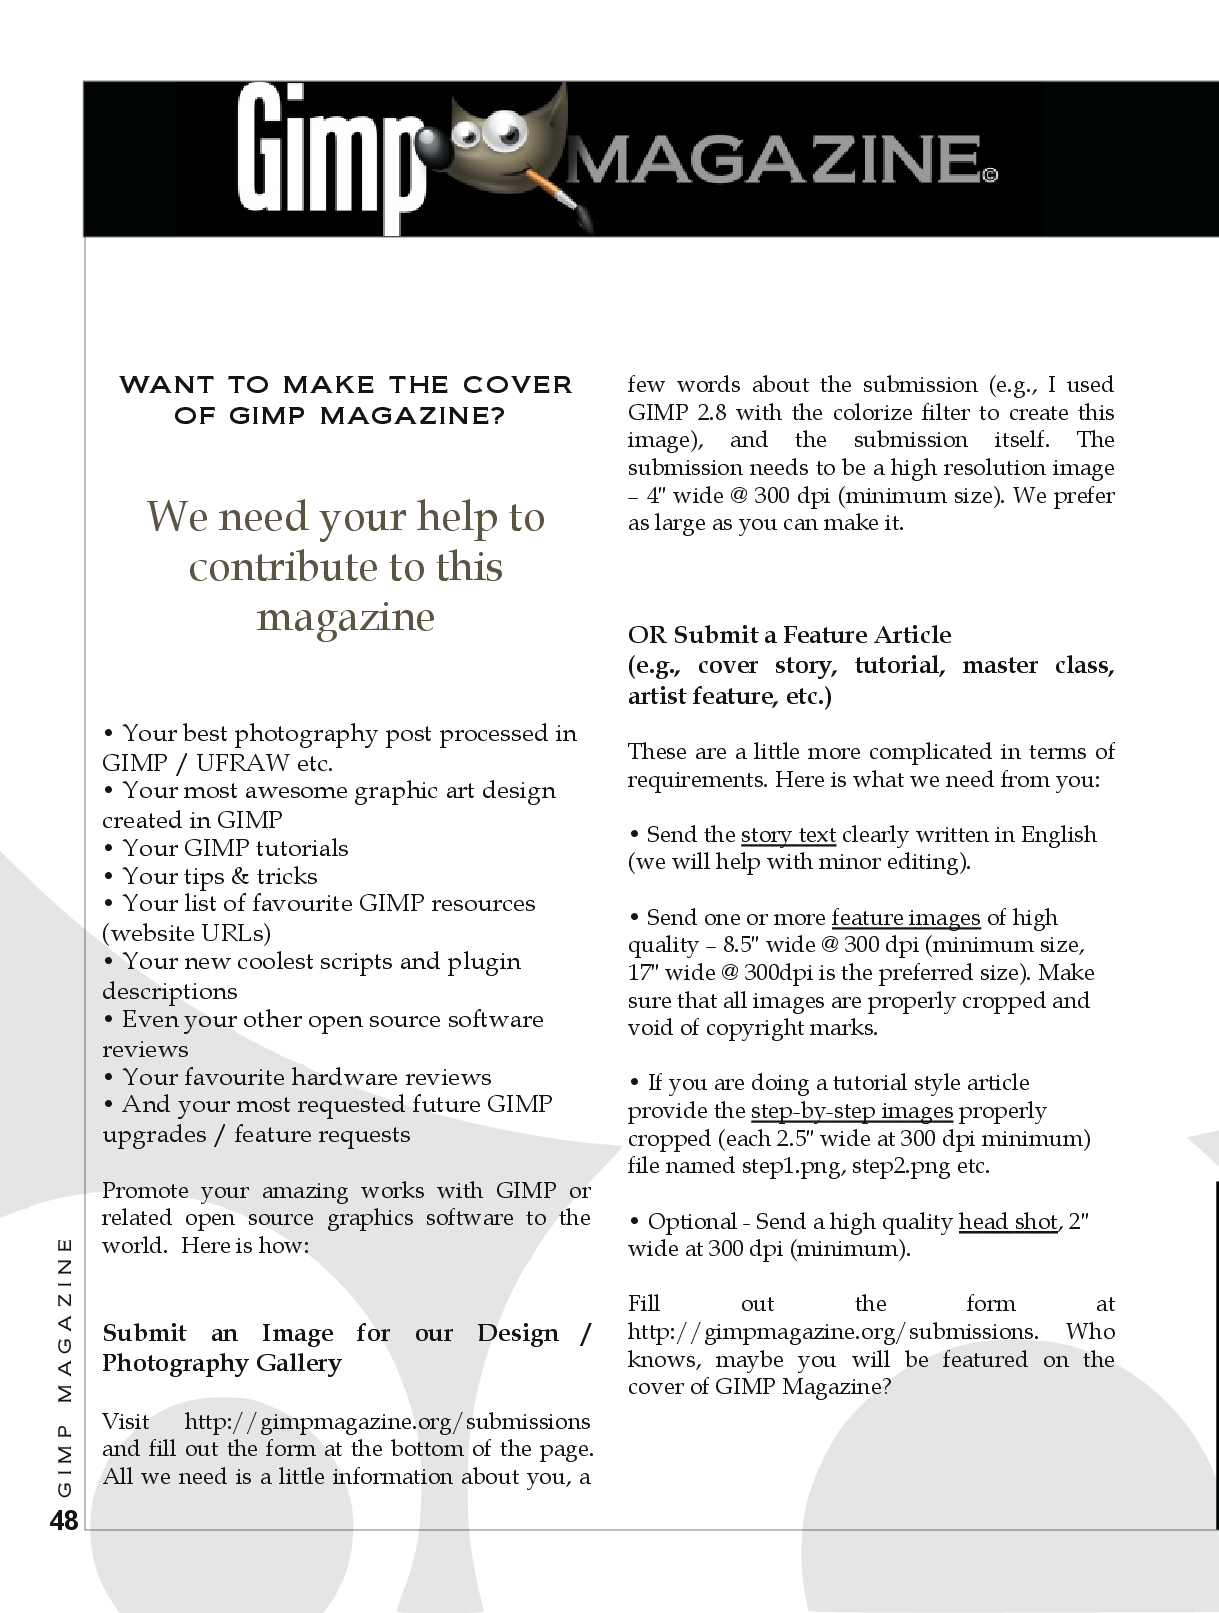 Gimp MAGAZINE©
WANT TO MAKE THE COVER
OF GIMP MAGAZINE?
We need your help to
contribute to this
magazine
• Your best photography post processed in
GIMP / UFRAW etc.
• Your most awesome graphic art design
created in GIMP
• Your GIMP tutorials
• Your tips & tricks
• Your list of favourite GIMP resources
(website URLs)
• Your new coolest scripts and plugin
descriptions
• Even your other open source software
reviews
• Your favourite hardware reviews
• And your most requested future GIMP
upgrades / feature requests
Promote your amazing works with GIMP or
related open source graphics software to the
world. Here is how:
Submit an Image for our Design /
Photography Gallery
Visit http://gimpmagazine.org/submissions
and fill out the form at the bottom of the page.
All we need is a little information about you, a
few words about the submission (e.g., I used
GIMP 2.8 with the colorize filter to create this
image), and the submission itself. The
submission needs to be a high resolution image
– 4" wide @ 300 dpi (minimum size). We prefer
as large as you can make it.
OR Submit a Feature Article
(e.g., cover story, tutorial, master class,
artist feature, etc.)
These are a little more complicated in terms of
requirements. Here is what we need from you:
• Send the story text clearly written in English
(we will help with minor editing).
• Send one or more feature images of high
quality – 8.5" wide @ 300 dpi (minimum size,
17" wide @ 300dpi is the preferred size). Make
sure that all images are properly cropped and
void of copyright marks.
• If you are doing a tutorial style article
provide the step-by-step images properly
cropped (each 2.5" wide at 300 dpi minimum)
file named step1.png, step2.png etc.
• Optional - Send a high quality head shot, 2"
wide at 300 dpi (minimum).
Fill out the form at
http://gimpmagazine.org/submissions. Who
knows, maybe you will be featured on the
cover of GIMP Magazine?
GIMP MAGAZINE
48